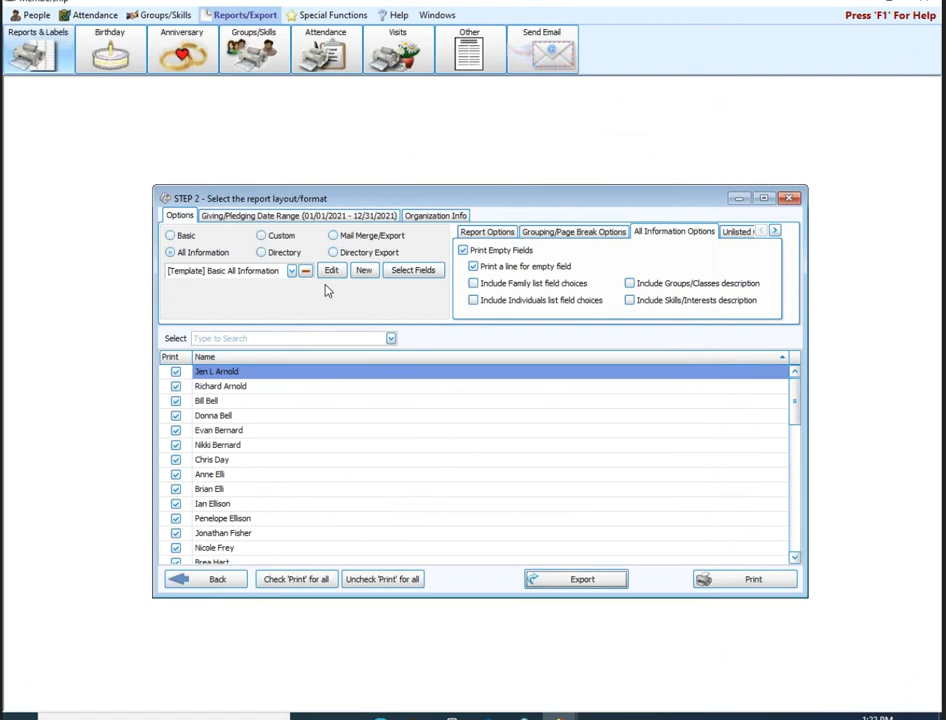 People Attendance Groups/Skills Reports/Export Special Functions Help Windows Press 'F1' For Help
Reports & Labels Birthday Anniversary Groups/Skills Attendance Visits Other Send Email
STEP 2 - Select the report layout/format
Options Giving/Pledging Date Range (01/01/2021 - 12/31/2021) Organization Info
Basic Custom Mail Merge/Export
All Information Directory Directory Export
[Template] Basic All Information Edit New Select Fields
Report Options Grouping/Page Break Options All Information Options Unlisted
Print Empty Fields
Print a line for empty field
Include Family list field choices Include Groups/Classes description
Include Individuals list field choices Include Skills/Interests description
Select Type to Search
Print Name
Jen L Arnold
Richard Arnold
Bill Bell
Donna Bell
Evan Bernard
Nikki Bernard
Chris Day
Anne Elli
Brian Elli
Ian Ellison
Penelope Ellison
Jonathan Fisher
Nicole Frey
Brea Hart
Back Check 'Print' for all Uncheck 'Print' for all Export Print